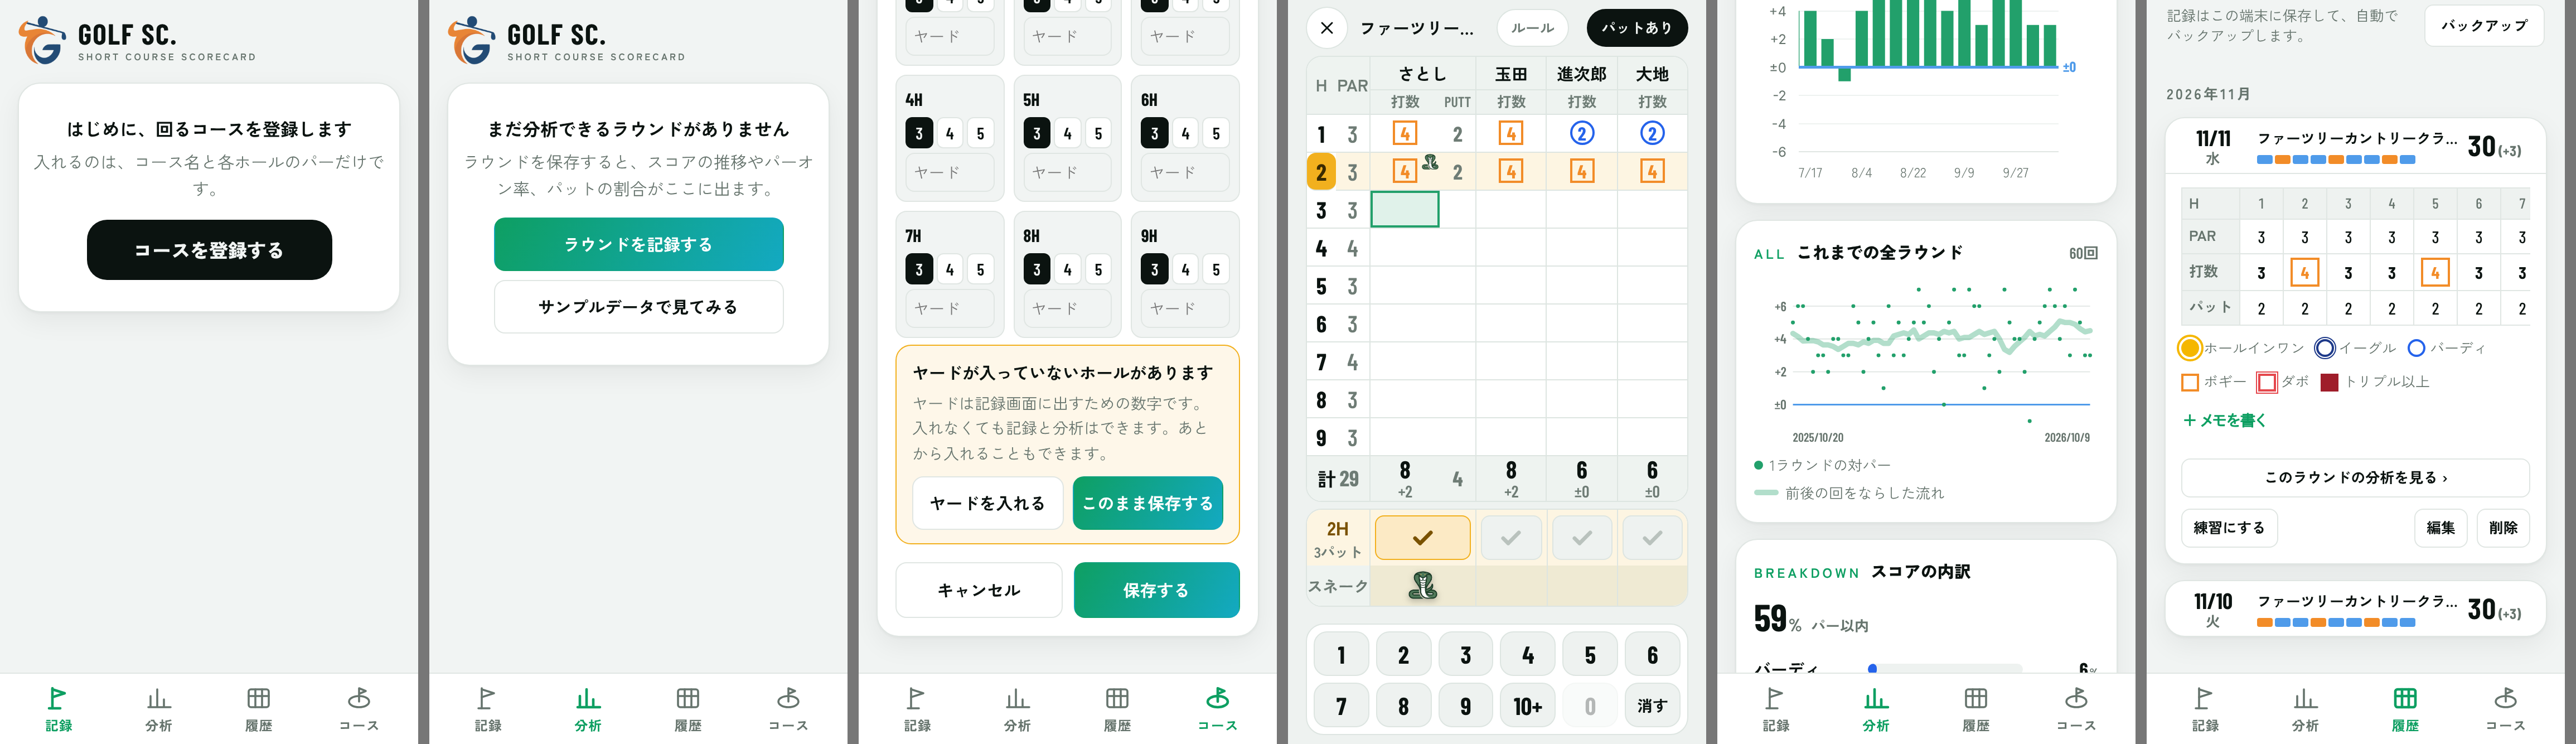 GOLF SC.
SHORT COURSE SCORECARD
はじめに、回るコースを登録します
入れるのは、コース名と各ホールのパーだけで
す。
コースを登録する
記録 分析 履歴 コース
GOLF SC.
SHORT COURSE SCORECARD
まだ分析できるラウンドがありません
ラウンドを保存すると、スコアの推移やパーオ
ン率、パットの割合がここに出ます。
ラウンドを記録する
サンプルデータで見てみる
記録 分析 履歴 コース
ヤード ヤード ヤード
4H 5H 6H
3 4 5 3 4 5 3 4 5
ヤード ヤード ヤード
7H 8H 9H
3 4 5 3 4 5 3 4 5
ヤード ヤード ヤード
ヤードが入っていないホールがあります
ヤードは記録画面に出すための数字です。
入れなくても記録と分析はできます。あと
から入れることもできます。
ヤードを入れる このまま保存する
キャンセル 保存する
記録 分析 履歴 コース
ファーツリー... ルール パットあり
H PAR さとし 玉田 進次郎 大地
打数 PUTT 打数 打数 打数
1 3 4 2 4 2 2
2 3 4 2 4 4 4
3 3
4 4
5 3
6 3
7 4
8 3
9 3
計 29 8 4 8 6 6
+2 +2 ±0 ±0
2H
3パット
スネーク
1 2 3 4 5 6
7 8 9 10+ 0 消す
+4
+2
±0 ±0
-2
-4
-6
7/17 8/4 8/22 9/9 9/27
ALL これまでの全ラウンド 60回
+6
+4
+2
±0
2025/10/20 2026/10/9
1ラウンドの対パー
前後の回をならした流れ
BREAKDOWN スコアの内訳
59% パー以内
バーディ 6%
記録 分析 履歴 コース
記録はこの端末に保存して、自動で
バックアップします。
バックアップ
2026年11月
11/11 ファーツリーカントリークラ... 30(+3)
水
H 1 2 3 4 5 6 7
PAR 3 3 3 3 3 3 3
打数 3 4 3 3 4 3 3
パット 2 2 2 2 2 2 2
ホールインワン イーグル バーディ
ボギー ダボ トリプル以上
+メモを書く
このラウンドの分析を見る ›
練習にする 編集 削除
11/10 ファーツリーカントリークラ... 30(+3)
火
記録 分析 履歴 コース